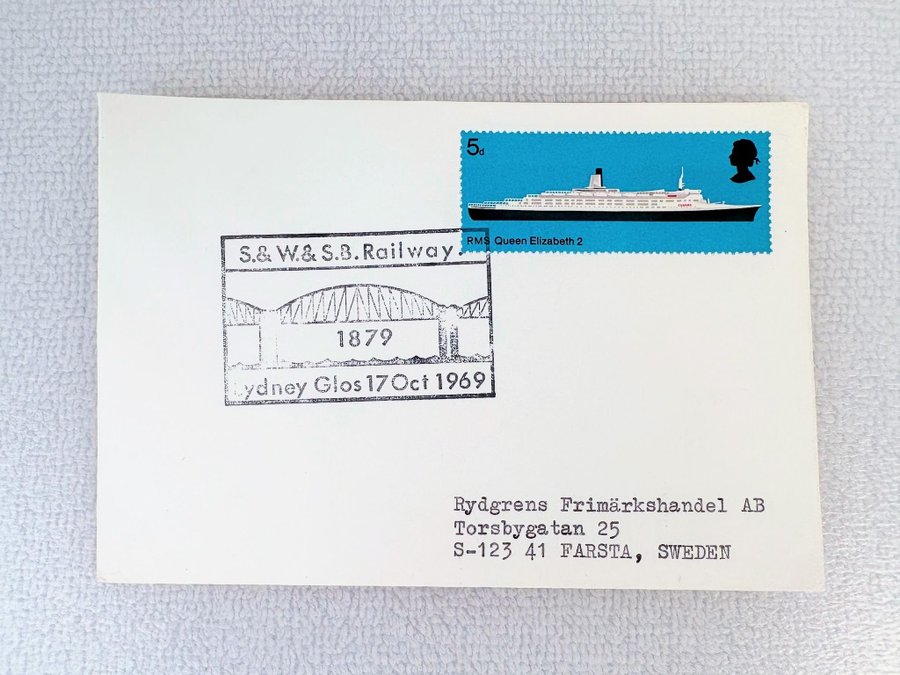 5d
CUNARD
RMS Queen Elizabeth 2
S.& W.& S.B. Railway.
1879
Lydney Glos 17 Oct 1969
Rydgrens Frimärkshandel AB
Torsbygatan 25
S-123 41 FARSTA, SWEDEN